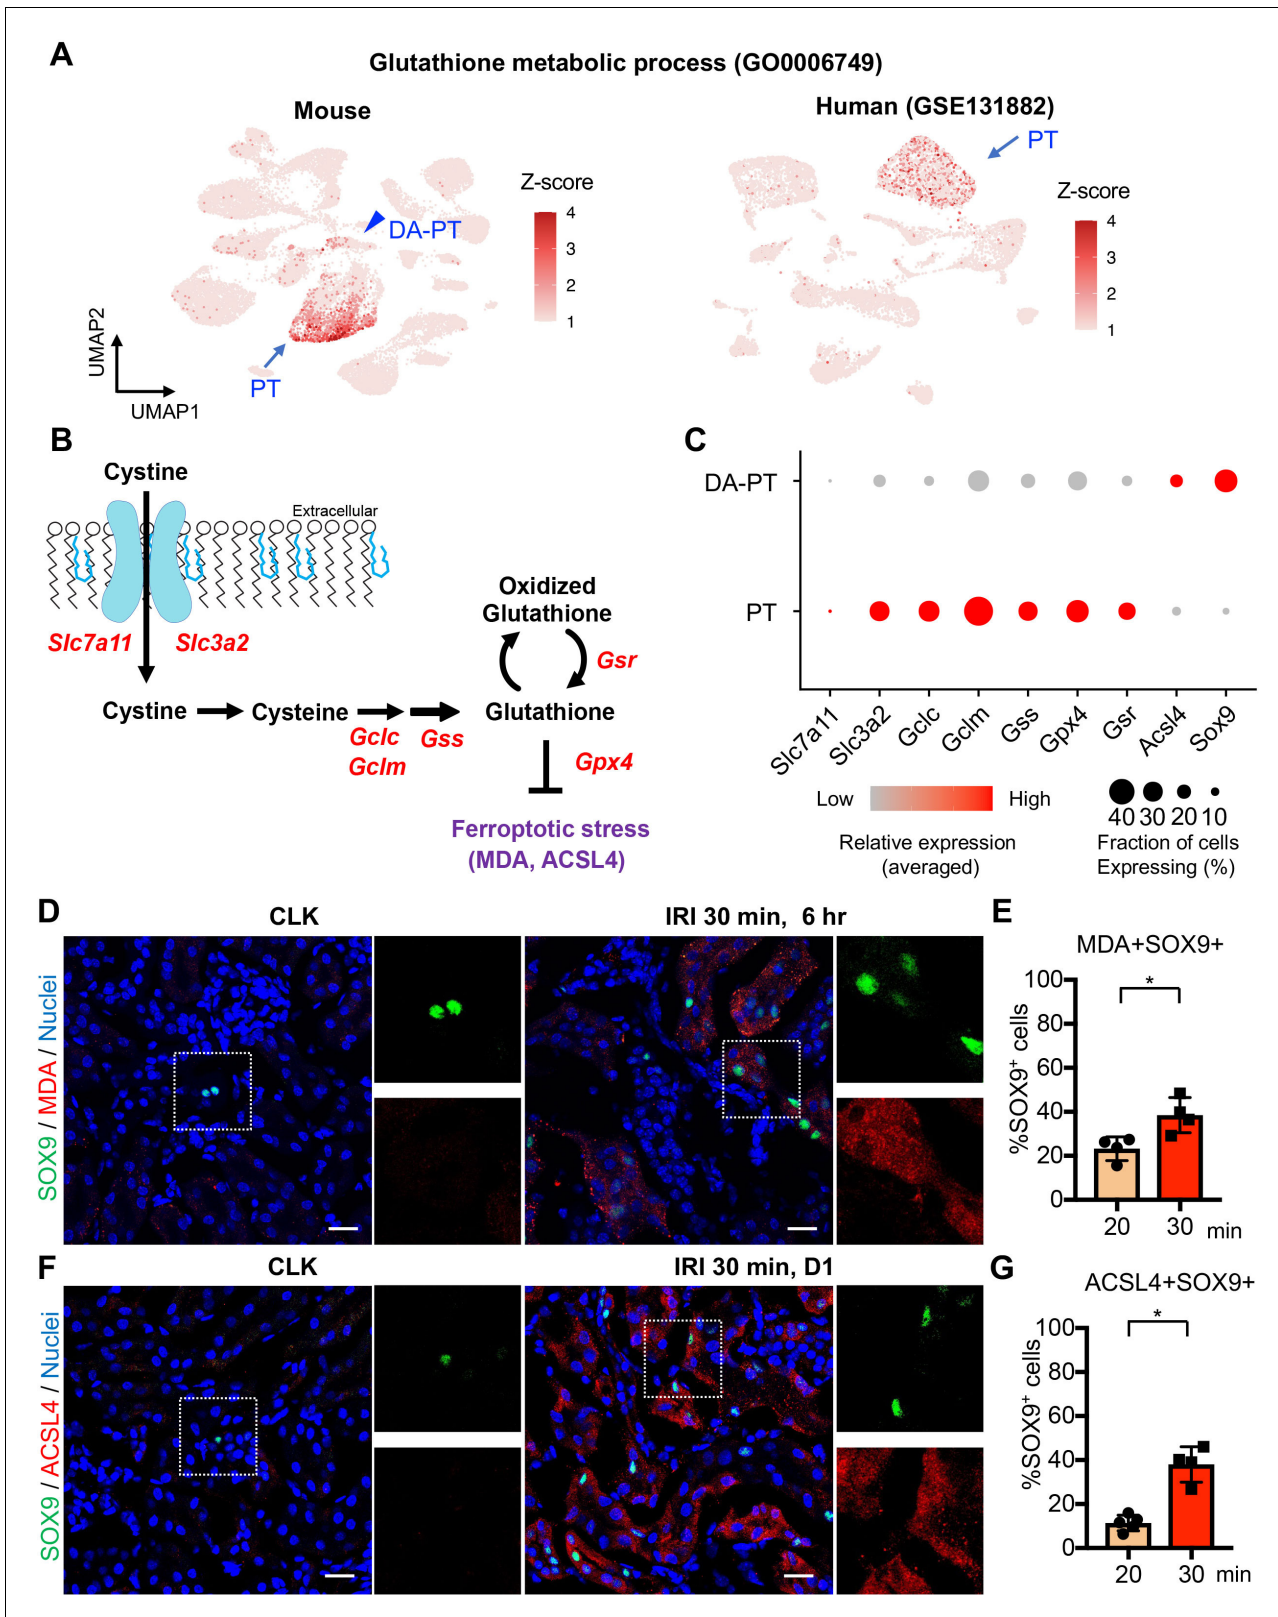 A
Glutathione metabolic process (GO0006749)
Mouse
Human (GSE131882)
PT
Z-score
4
3
2
1
DA-PT
Z-score
4
3
2
1
UMAP2
UMAP1
PT
B
Cystine
Extracellular
Slc7a11
Slc3a2
Oxidized
Glutathione
Gsr
Cystine
Cysteine
Glutathione
Gclc
Gss
Gclm
Gpx4
Ferroptotic stress
(MDA, ACSL4)
C
DA-PT
PT
Slc7a11
Slc3a2
Gclc
Gclm
Gss
Gpx4
Gsr
Acsl4
Sox9
Low
High
Relative expression
(averaged)
40 30 20 10
Fraction of cells
Expressing (%)
D
CLK
IRI 30 min, 6 hr
SOX9 / MDA / Nuclei
E
MDA+SOX9+
*
%SOX9+ cells
100
80
60
40
20
0
20
30
min
F
CLK
IRI 30 min, D1
SOX9 / ACSL4 / Nuclei
G
ACSL4+SOX9+
*
%SOX9+ cells
100
80
60
40
20
0
20
30
min